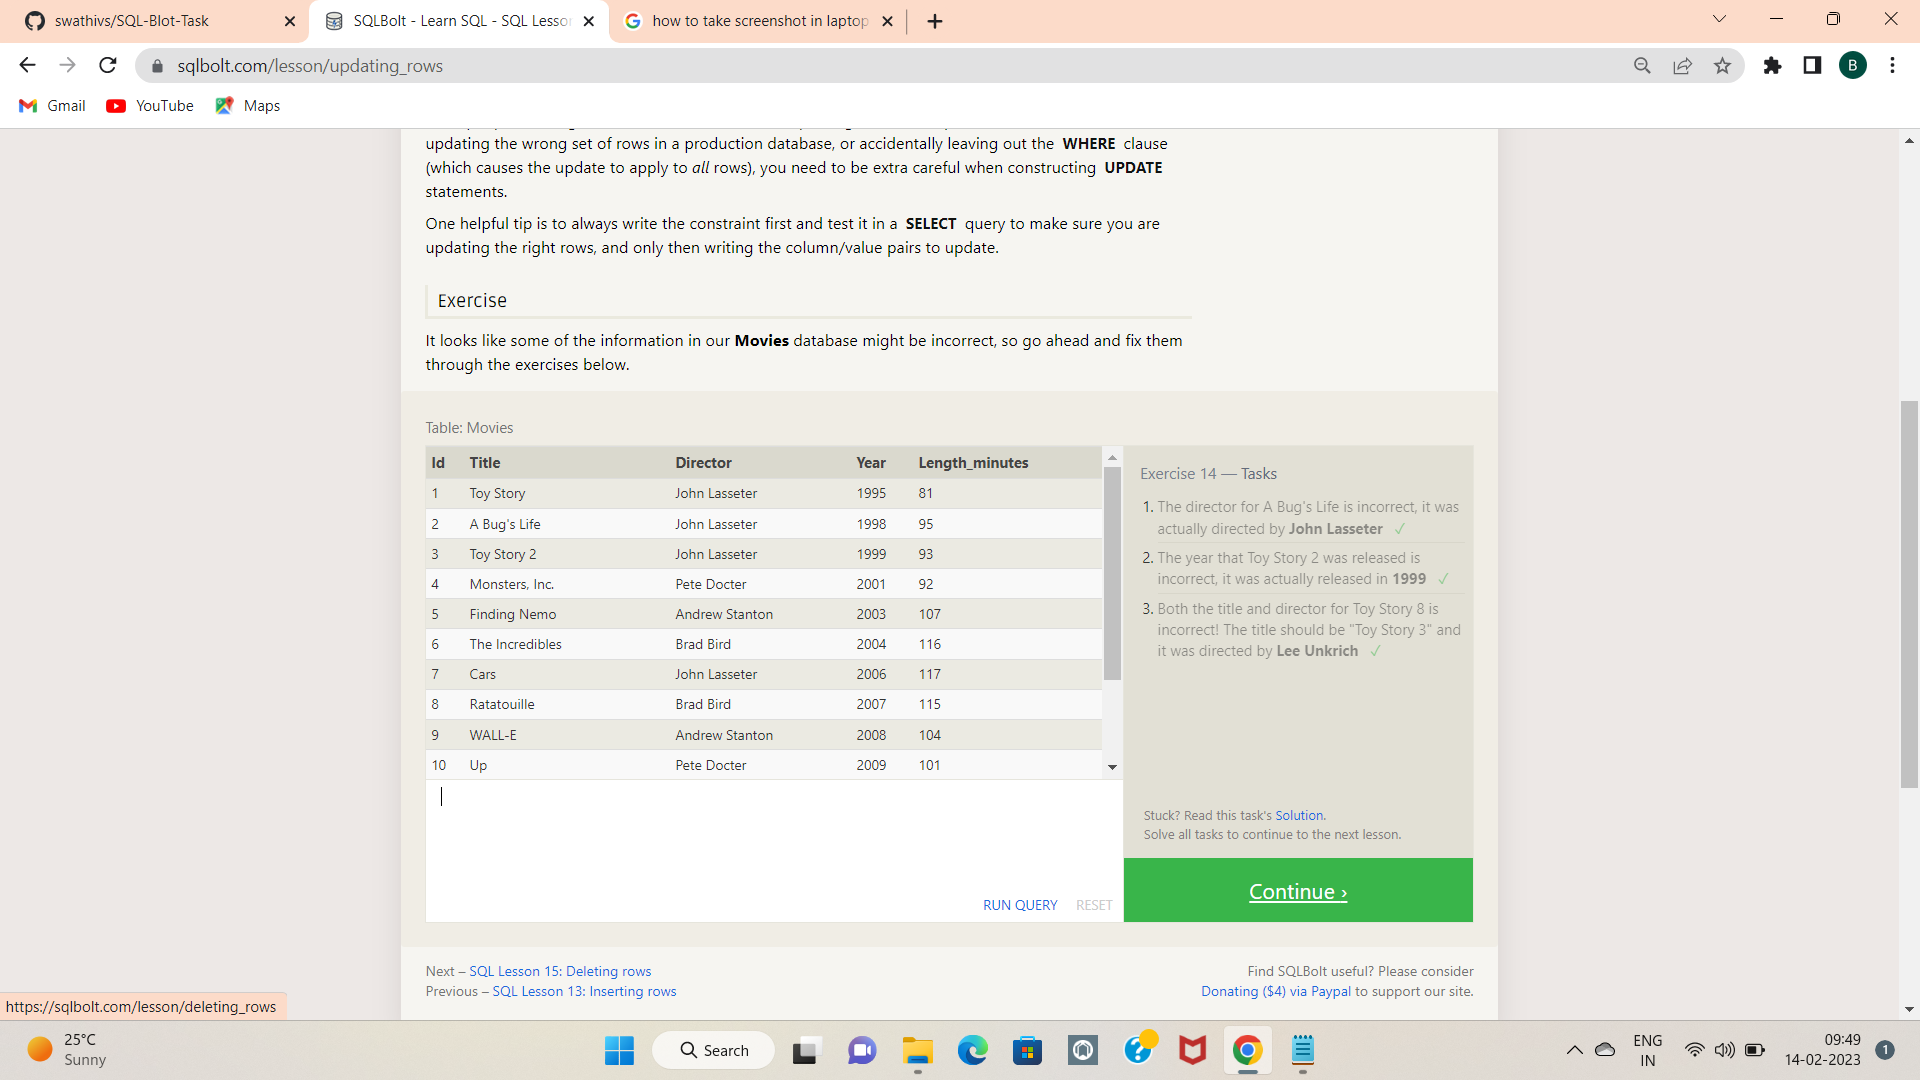 swathivs/SQL-Blot-Task
SQLBolt - Learn SQL - SQL Lesson
how to take screenshot in laptop
sqlbolt.com/lesson/updating_rows
B
Gmail
YouTube
Maps
updating the wrong set of rows in a production database, or accidentally leaving out the WHERE clause
(which causes the update to apply to all rows), you need to be extra careful when constructing UPDATE
statements.
One helpful tip is to always write the constraint first and test it in a SELECT query to make sure you are
updating the right rows, and only then writing the column/value pairs to update.
Exercise
It looks like some of the information in our Movies database might be incorrect, so go ahead and fix them
through the exercises below.
Table: Movies
Id Title Director Year Length_minutes
1 Toy Story John Lasseter 1995 81
2 A Bug's Life John Lasseter 1998 95
3 Toy Story 2 John Lasseter 1999 93
4 Monsters, Inc. Pete Docter 2001 92
5 Finding Nemo Andrew Stanton 2003 107
6 The Incredibles Brad Bird 2004 116
7 Cars John Lasseter 2006 117
8 Ratatouille Brad Bird 2007 115
9 WALL-E Andrew Stanton 2008 104
10 Up Pete Docter 2009 101
RUN QUERY RESET
Exercise 14 — Tasks
1. The director for A Bug's Life is incorrect, it was
actually directed by John Lasseter ✓
2. The year that Toy Story 2 was released is
incorrect, it was actually released in 1999 ✓
3. Both the title and director for Toy Story 8 is
incorrect! The title should be "Toy Story 3" and
it was directed by Lee Unkrich ✓
Stuck? Read this task's Solution.
Solve all tasks to continue to the next lesson.
Continue ›
Next – SQL Lesson 15: Deleting rows
Previous – SQL Lesson 13: Inserting rows
Find SQLBolt useful? Please consider
Donating ($4) via Paypal to support our site.
https://sqlbolt.com/lesson/deleting_rows
25°C
Sunny
Search
ENG
IN
09:49
14-02-2023
1